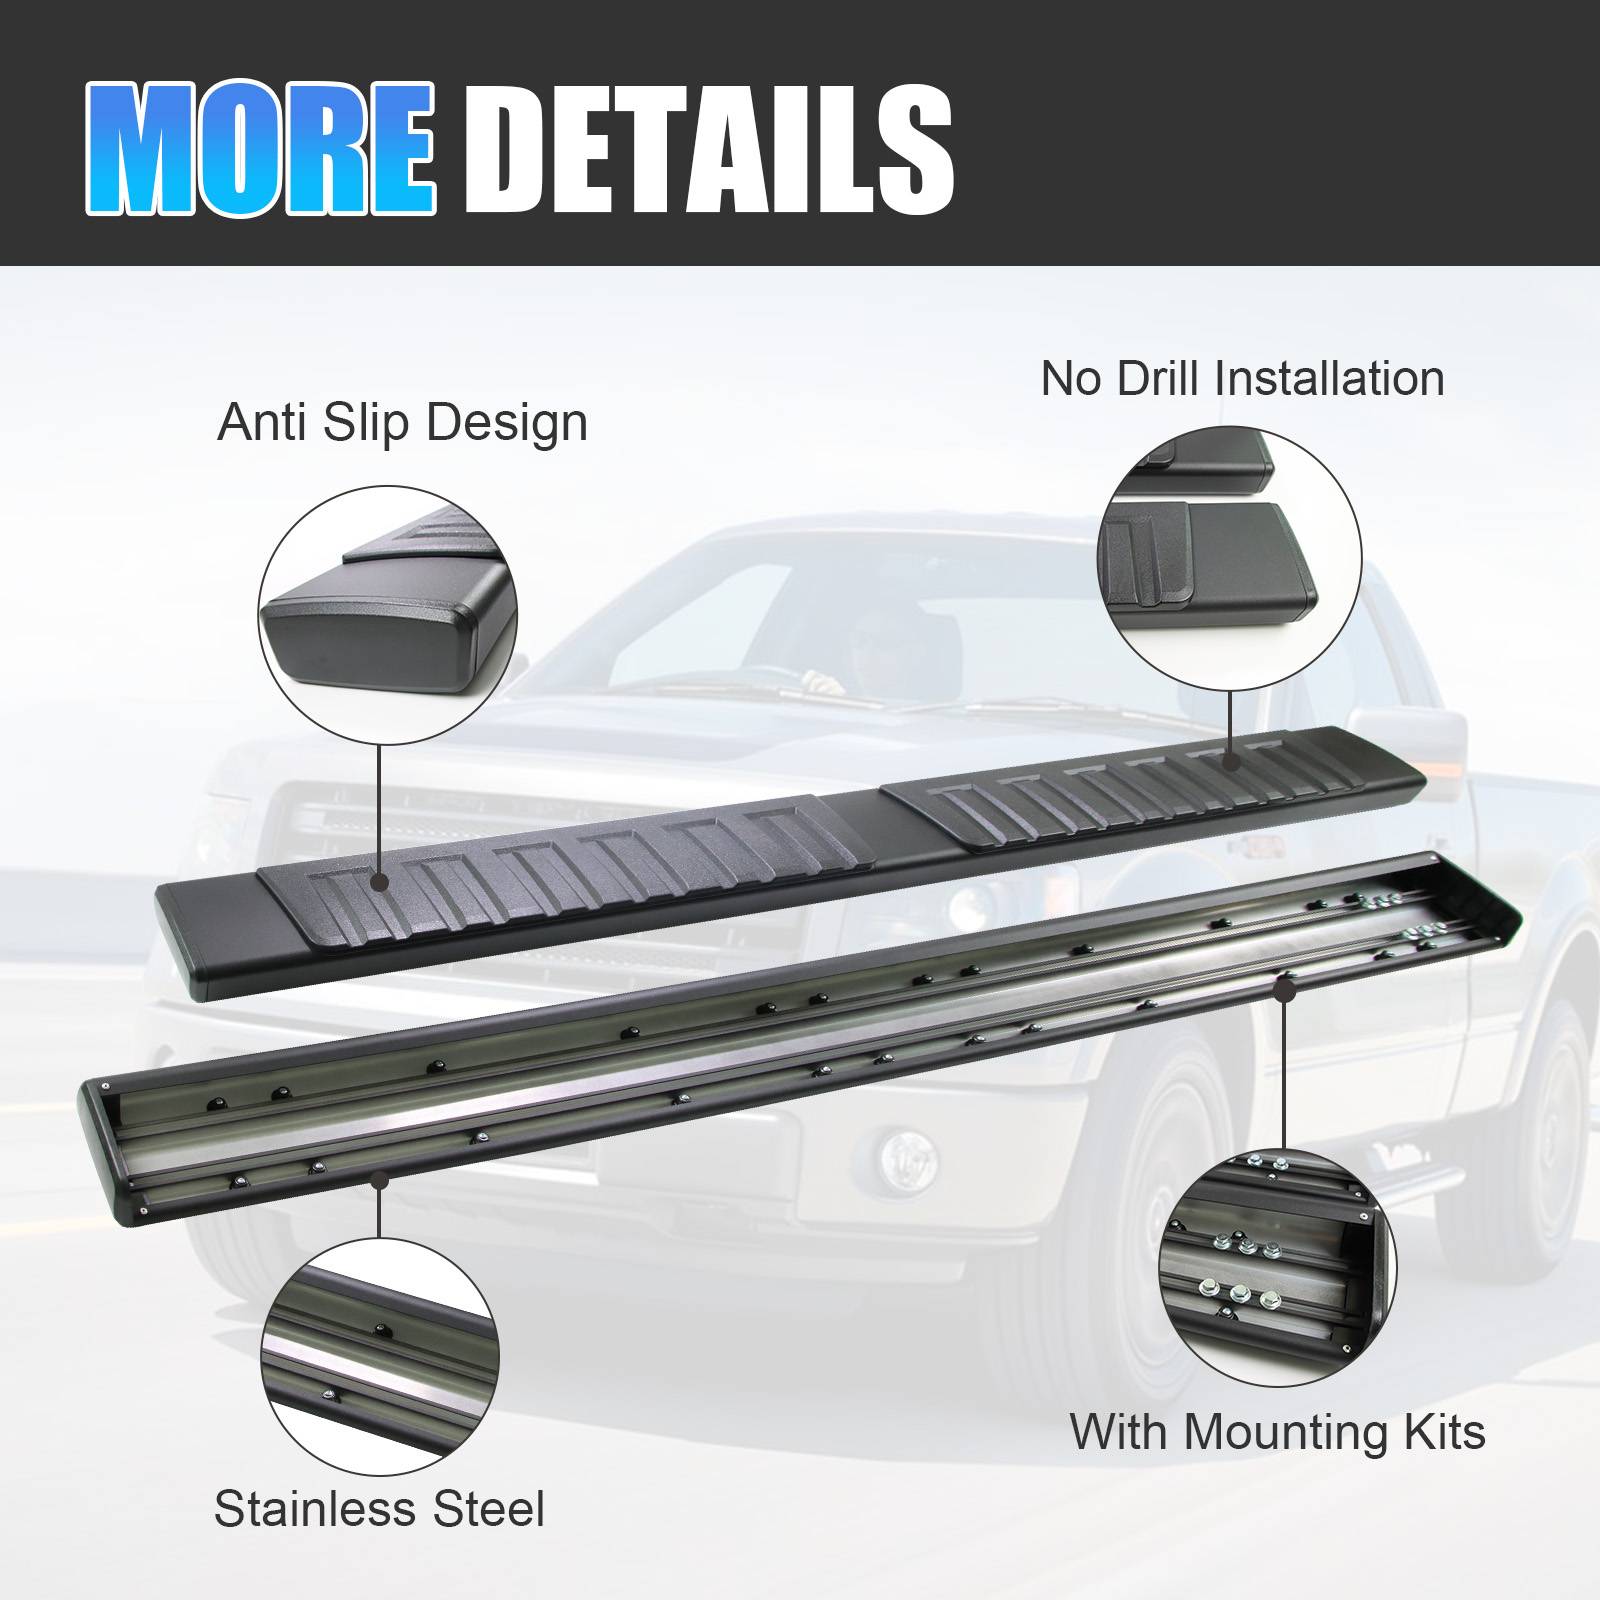 MORE DETAILS
No Drill Installation
Anti Slip Design
With Mounting Kits
Stainless Steel